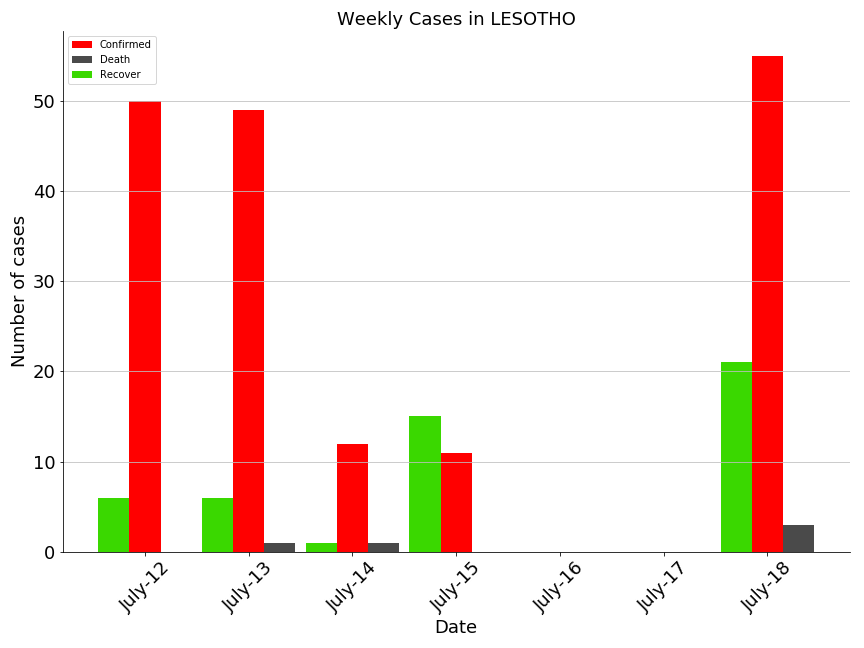 Weekly Cases in LESOTHO
Confirmed
Death
Recover
Number of cases
50
40
30
20
10
0
July-12
July-13
July-14
July-15
July-16
July-17
July-18
Date